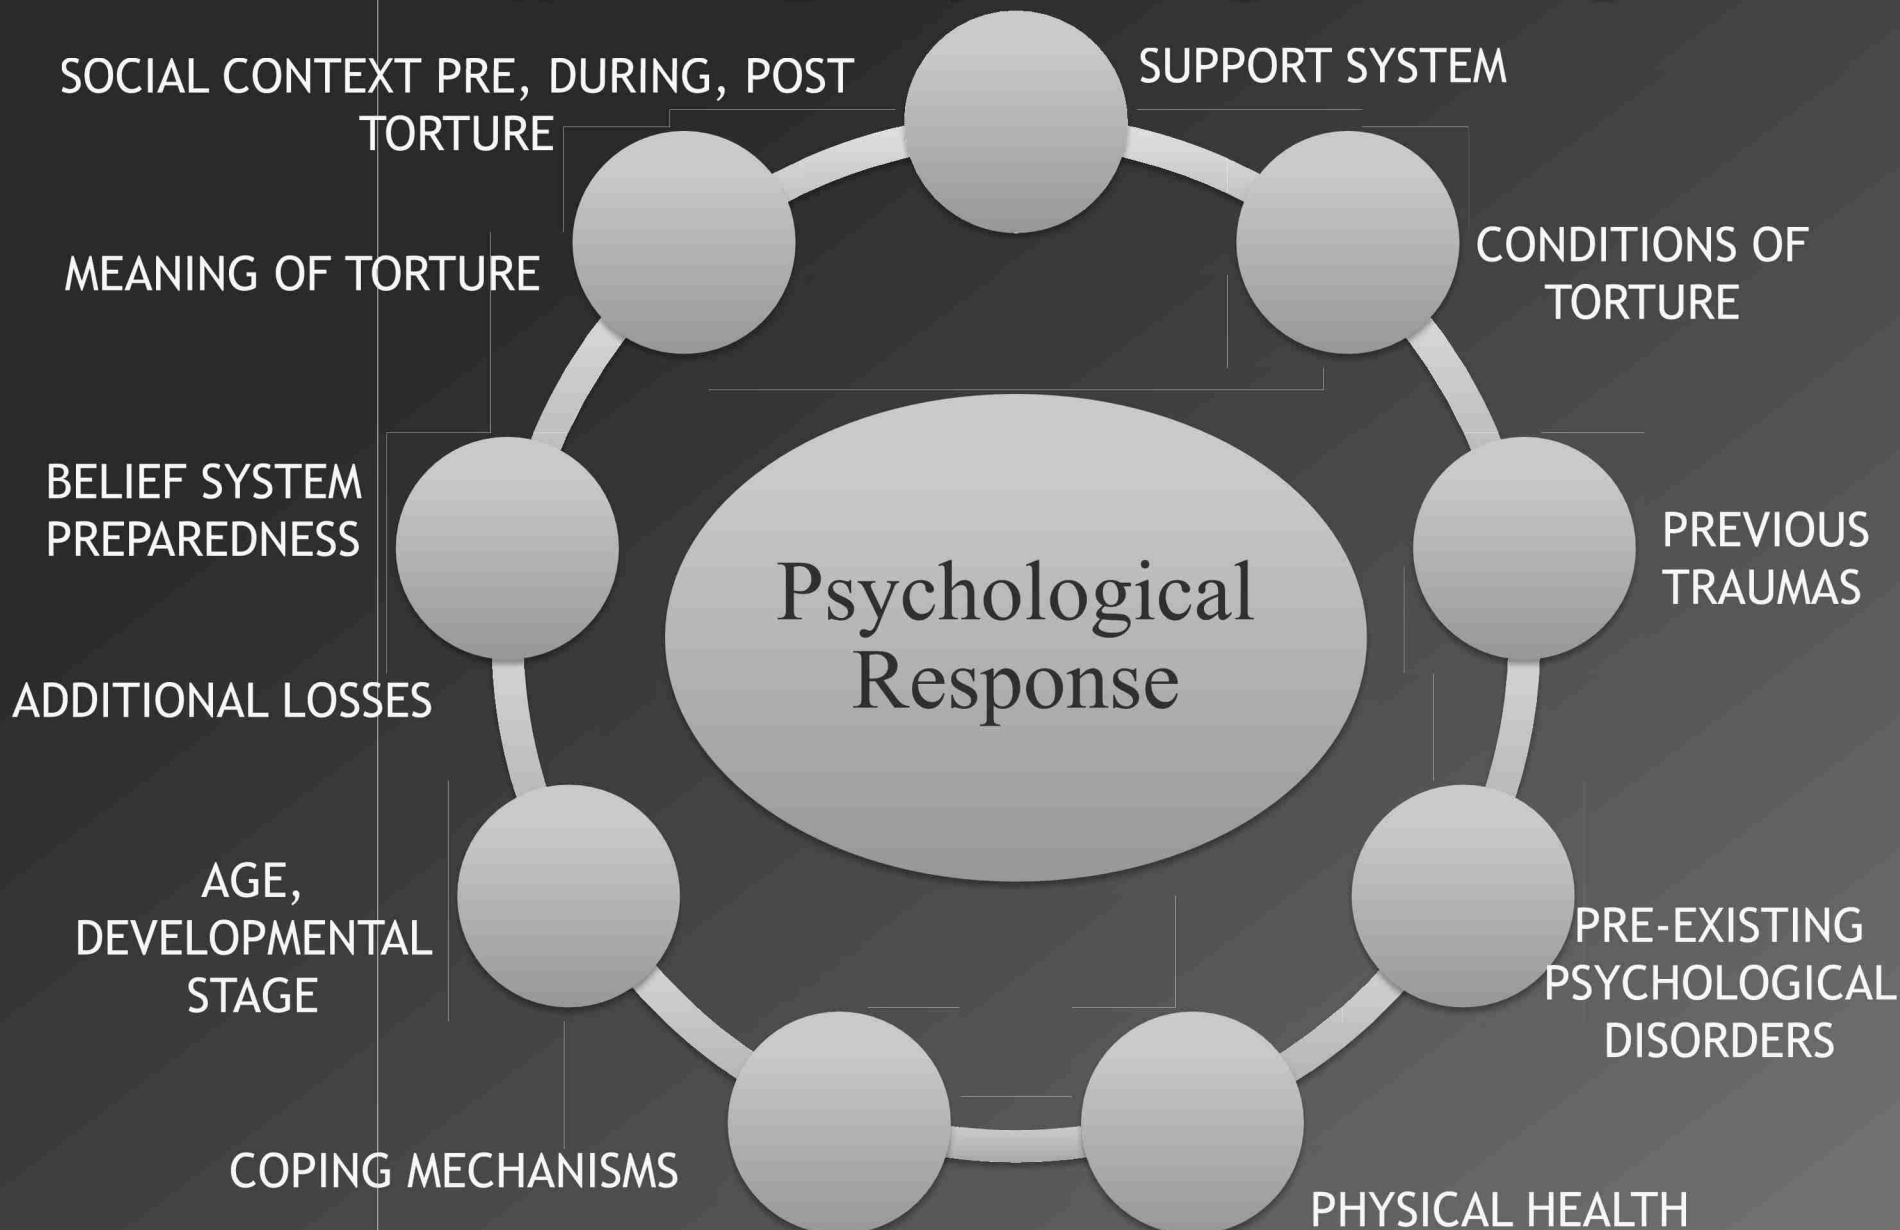 SOCIAL CONTEXT PRE, DURING, POST
TORTURE
SUPPORT SYSTEM
MEANING OF TORTURE
CONDITIONS OF
TORTURE
BELIEF SYSTEM
PREPAREDNESS
PREVIOUS
TRAUMAS
Psychological
Response
ADDITIONAL LOSSES
AGE,
DEVELOPMENTAL
STAGE
PRE-EXISTING
PSYCHOLOGICAL
DISORDERS
COPING MECHANISMS
PHYSICAL HEALTH